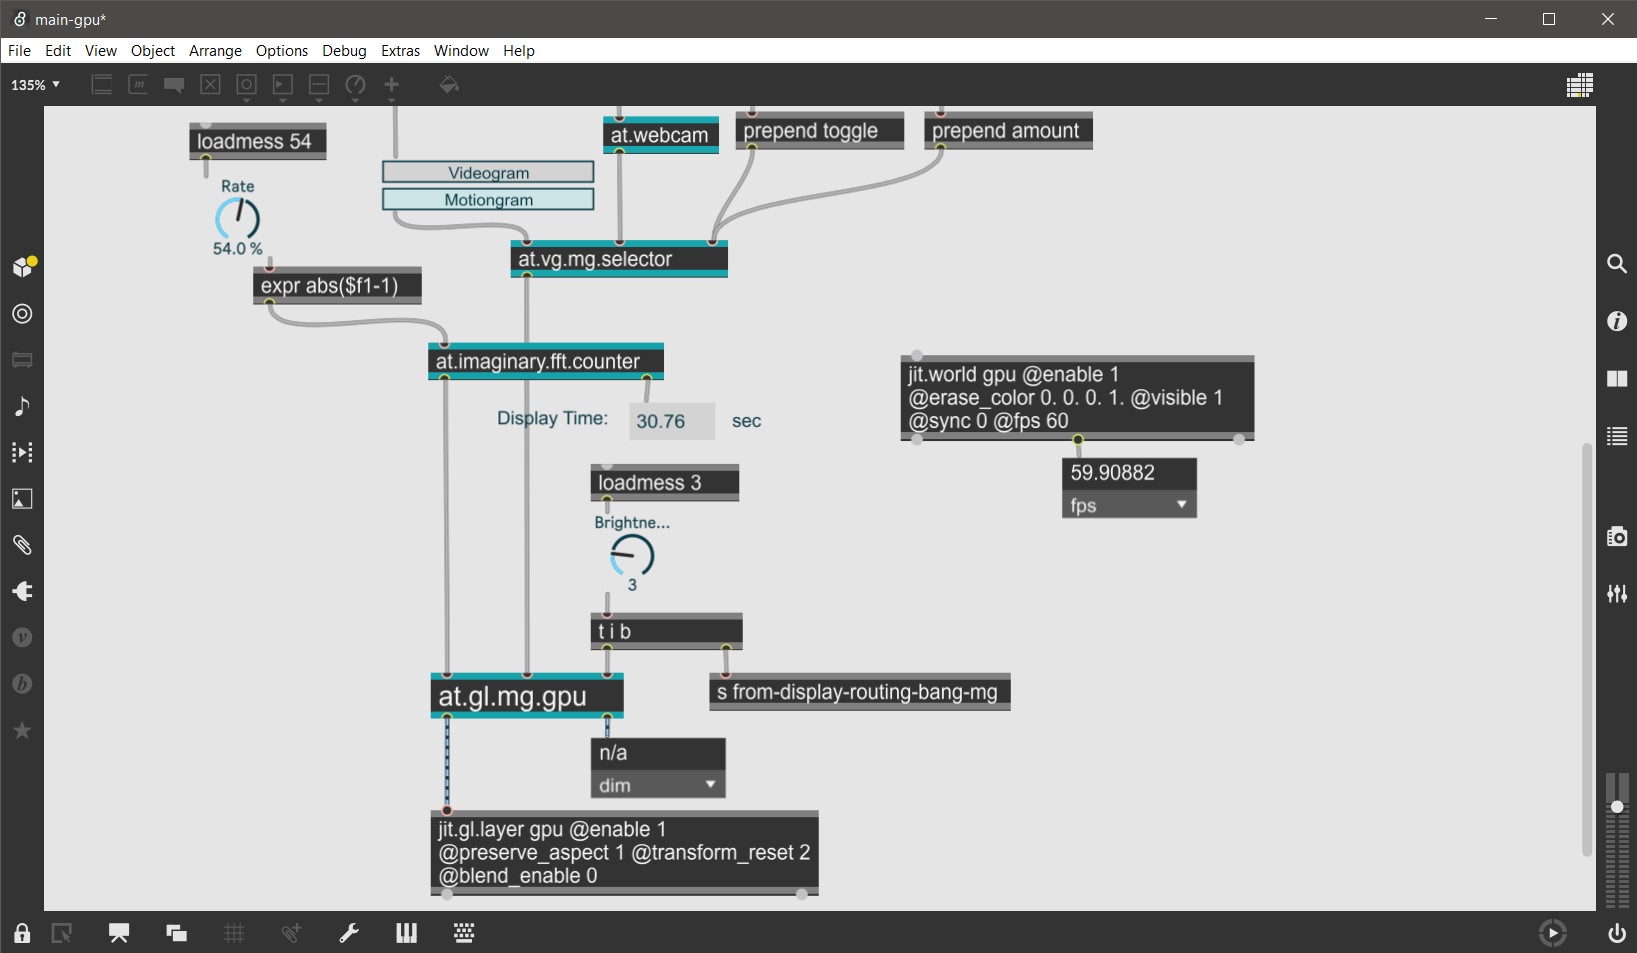 main-gpu*
File Edit View Object Arrange Options Debug Extras Window Help
135%
loadmess 54
at.webcam
prepend toggle
prepend amount
Videogram
Motiongram
Rate
54.0 %
at.vg.mg.selector
expr abs($f1-1)
at.imaginary.fft.counter
Display Time: 30.76 sec
jit.world gpu @enable 1
@erase_color 0. 0. 0. 1. @visible 1
@sync 0 @fps 60
59.90882
fps
loadmess 3
Brightne...
3
t i b
at.gl.mg.gpu
s from-display-routing-bang-mg
n/a
dim
jit.gl.layer gpu @enable 1
@preserve_aspect 1 @transform_reset 2
@blend_enable 0